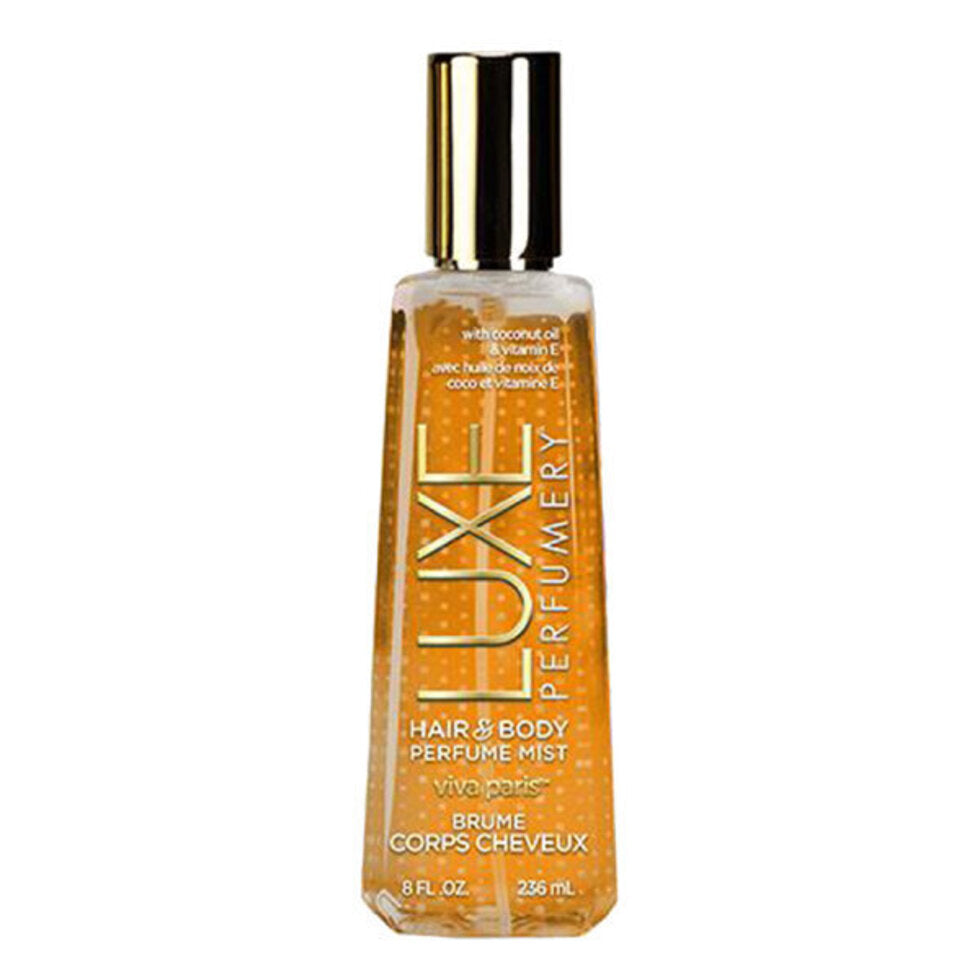 with coconut oil
& vitamin E
avec huile de noix de
coco et vitamine E
LUXE
PERFUMERY
HAIR & BODY
PERFUME MIST
viva paris™
BRUME
CORPS CHEVEUX
8 FL .OZ. 236 mL